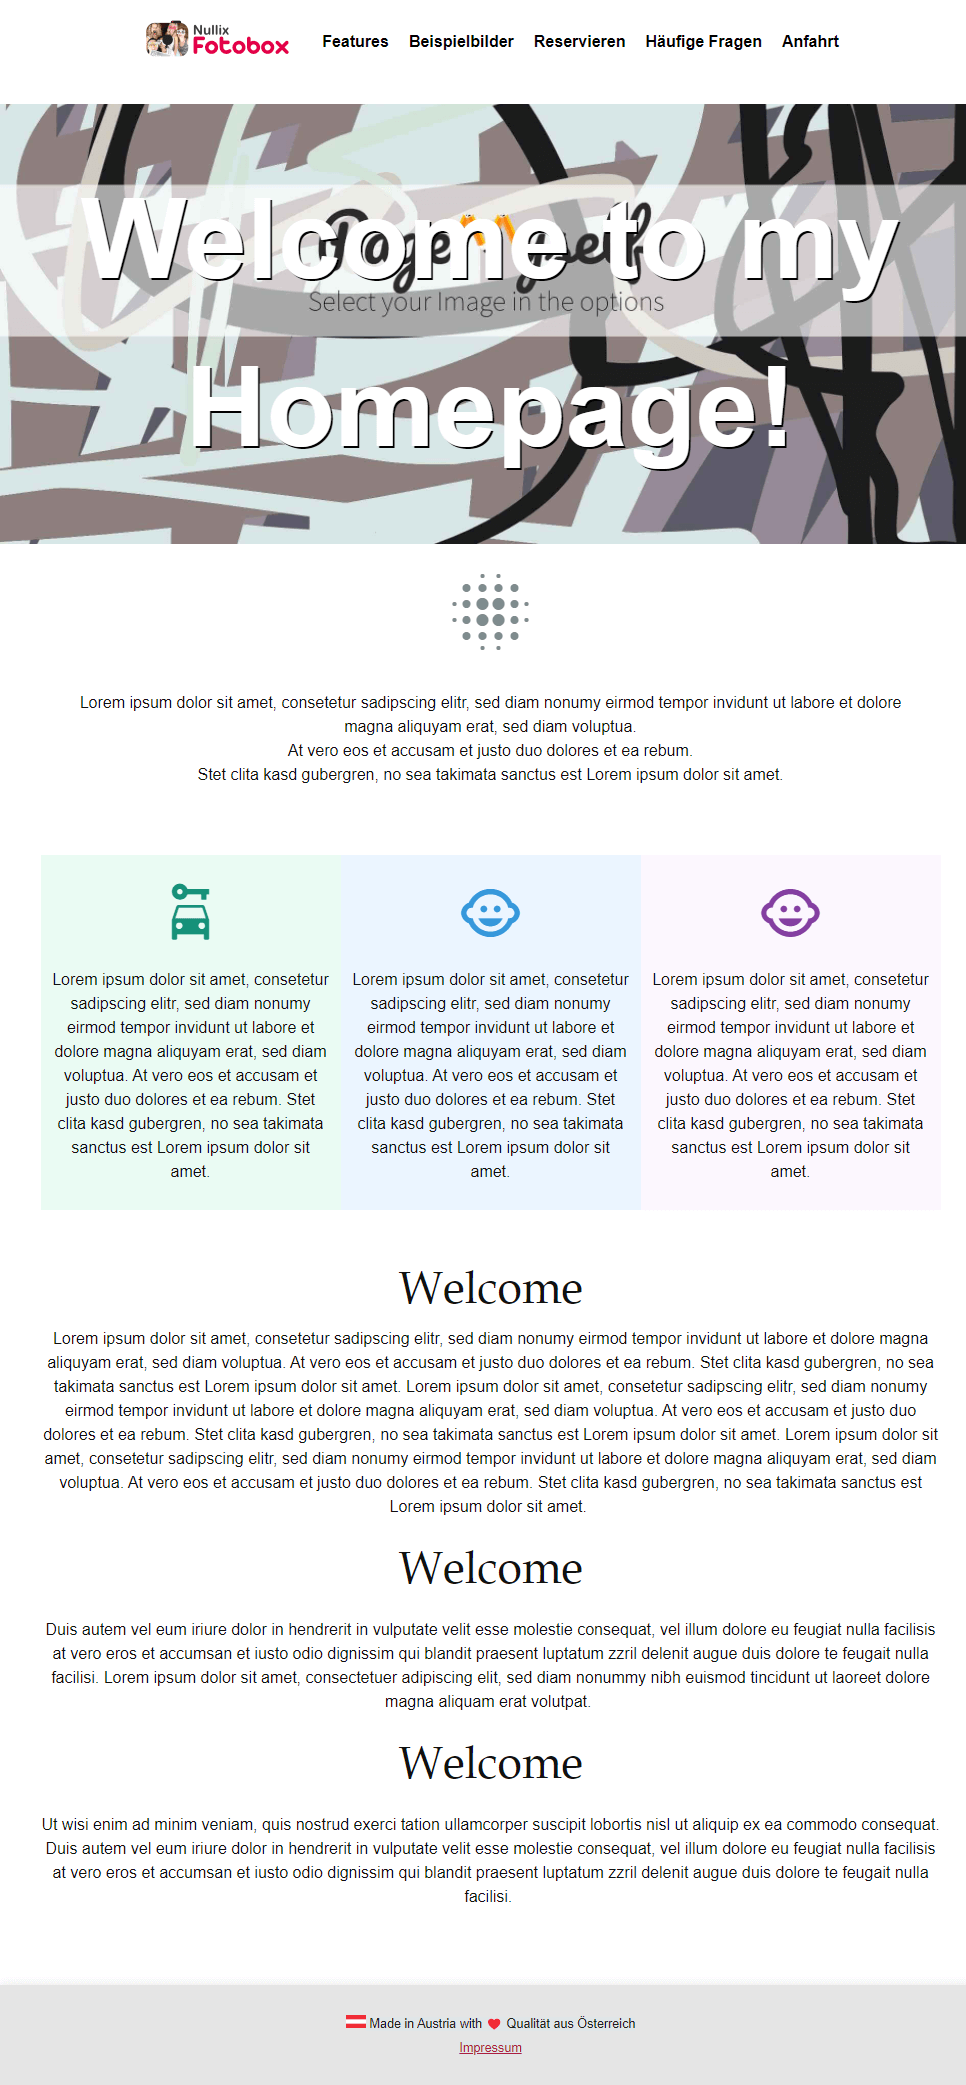 Nullix
Fotobox
Features Beispielbilder Reservieren Häufige Fragen Anfahrt
Welcome to my
Select your Image in the options
Homepage!
Lorem ipsum dolor sit amet, consetetur sadipscing elitr, sed diam nonumy eirmod tempor invidunt ut labore et dolore
magna aliquyam erat, sed diam voluptua.
At vero eos et accusam et justo duo dolores et ea rebum.
Stet clita kasd gubergren, no sea takimata sanctus est Lorem ipsum dolor sit amet.
Lorem ipsum dolor sit amet, consetetur
sadipscing elitr, sed diam nonumy
eirmod tempor invidunt ut labore et
dolore magna aliquyam erat, sed diam
voluptua. At vero eos et accusam et
justo duo dolores et ea rebum. Stet
clita kasd gubergren, no sea takimata
sanctus est Lorem ipsum dolor sit
amet.
Lorem ipsum dolor sit amet, consetetur
sadipscing elitr, sed diam nonumy
eirmod tempor invidunt ut labore et
dolore magna aliquyam erat, sed diam
voluptua. At vero eos et accusam et
justo duo dolores et ea rebum. Stet
clita kasd gubergren, no sea takimata
sanctus est Lorem ipsum dolor sit
amet.
Lorem ipsum dolor sit amet, consetetur
sadipscing elitr, sed diam nonumy
eirmod tempor invidunt ut labore et
dolore magna aliquyam erat, sed diam
voluptua. At vero eos et accusam et
justo duo dolores et ea rebum. Stet
clita kasd gubergren, no sea takimata
sanctus est Lorem ipsum dolor sit
amet.
Welcome
Lorem ipsum dolor sit amet, consetetur sadipscing elitr, sed diam nonumy eirmod tempor invidunt ut labore et dolore magna
aliquyam erat, sed diam voluptua. At vero eos et accusam et justo duo dolores et ea rebum. Stet clita kasd gubergren, no sea
takimata sanctus est Lorem ipsum dolor sit amet. Lorem ipsum dolor sit amet, consetetur sadipscing elitr, sed diam nonumy
eirmod tempor invidunt ut labore et dolore magna aliquyam erat, sed diam voluptua. At vero eos et accusam et justo duo
dolores et ea rebum. Stet clita kasd gubergren, no sea takimata sanctus est Lorem ipsum dolor sit amet. Lorem ipsum dolor sit
amet, consetetur sadipscing elitr, sed diam nonumy eirmod tempor invidunt ut labore et dolore magna aliquyam erat, sed diam
voluptua. At vero eos et accusam et justo duo dolores et ea rebum. Stet clita kasd gubergren, no sea takimata sanctus est
Lorem ipsum dolor sit amet.
Welcome
Duis autem vel eum iriure dolor in hendrerit in vulputate velit esse molestie consequat, vel illum dolore eu feugiat nulla facilisis
at vero eros et accumsan et iusto odio dignissim qui blandit praesent luptatum zzril delenit augue duis dolore te feugait nulla
facilisi. Lorem ipsum dolor sit amet, consectetuer adipiscing elit, sed diam nonummy nibh euismod tincidunt ut laoreet dolore
magna aliquam erat volutpat.
Welcome
Ut wisi enim ad minim veniam, quis nostrud exerci tation ullamcorper suscipit lobortis nisl ut aliquip ex ea commodo consequat.
Duis autem vel eum iriure dolor in hendrerit in vulputate velit esse molestie consequat, vel illum dolore eu feugiat nulla facilisis
at vero eros et accumsan et iusto odio dignissim qui blandit praesent luptatum zzril delenit augue duis dolore te feugait nulla
facilisi.
Made in Austria with Qualität aus Österreich
Impressum